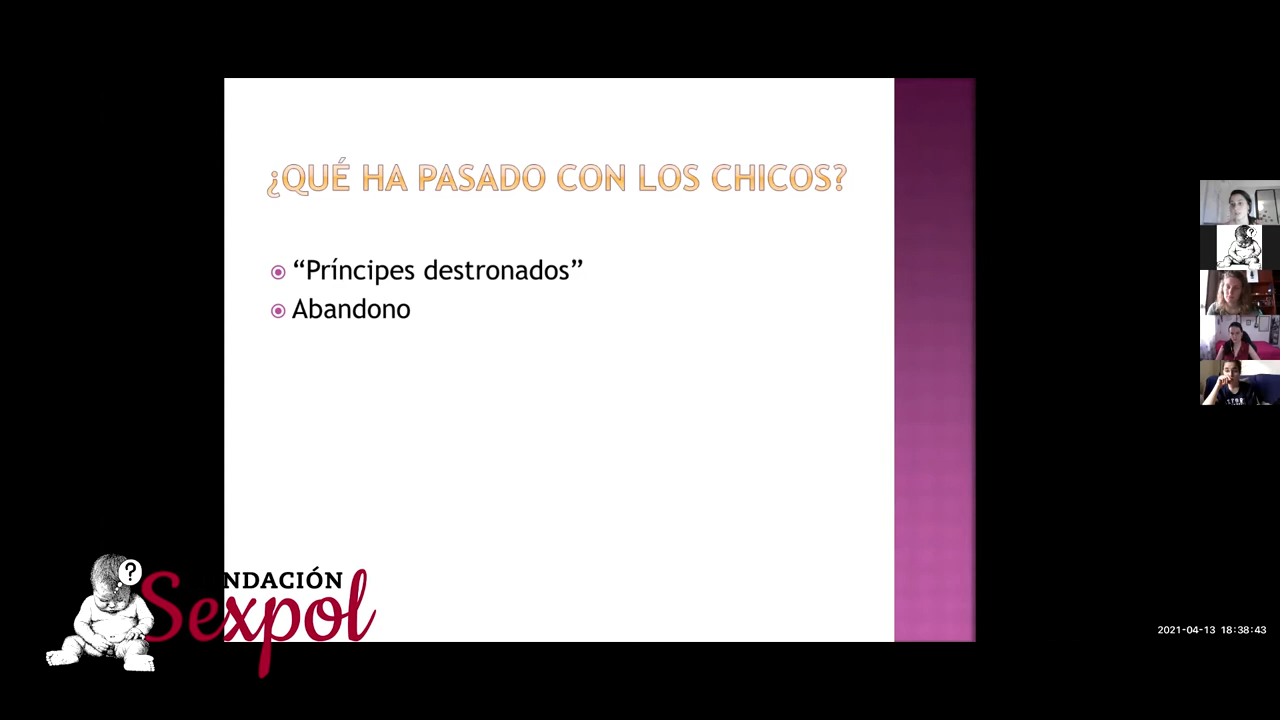 ¿QUÉ HA PASADO CON LOS CHICOS?
“Príncipes destronados”
Abandono
?
NDACIÓN
Sexpol
2021-04-13 18:38:43